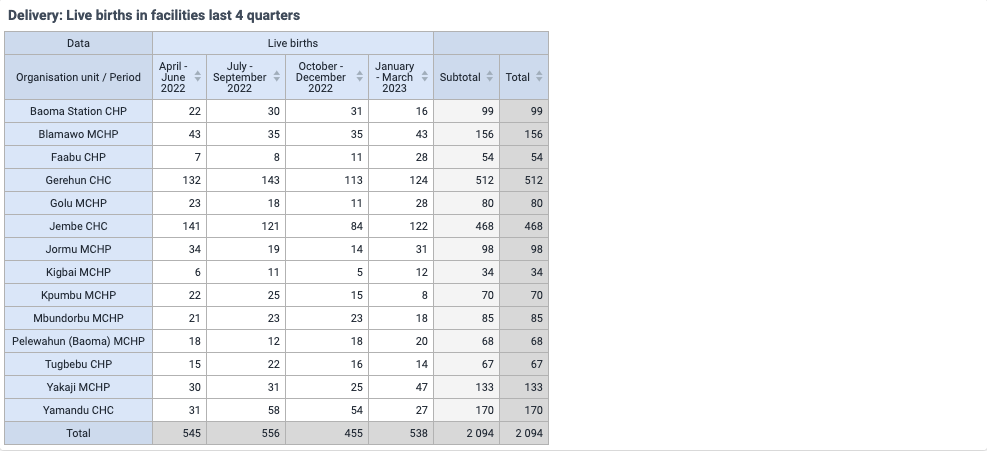 Delivery: Live births in facilities last 4 quarters
Data Live births
Organisation unit / Period April - June 2022 July - September 2022 October - December 2022 January - March 2023 Subtotal Total
Baoma Station CHP 22 30 31 16 99 99
Blamawo MCHP 43 35 35 43 156 156
Faabu CHP 7 8 11 28 54 54
Gerehun CHC 132 143 113 124 512 512
Golu MCHP 23 18 11 28 80 80
Jembe CHC 141 121 84 122 468 468
Jormu MCHP 34 19 14 31 98 98
Kigbai MCHP 6 11 5 12 34 34
Kpumbu MCHP 22 25 15 8 70 70
Mbundorbu MCHP 21 23 23 18 85 85
Pelewahun (Baoma) MCHP 18 12 18 20 68 68
Tugbebu CHP 15 22 16 14 67 67
Yakaji MCHP 30 31 25 47 133 133
Yamandu CHC 31 58 54 27 170 170
Total 545 556 455 538 2 094 2 094